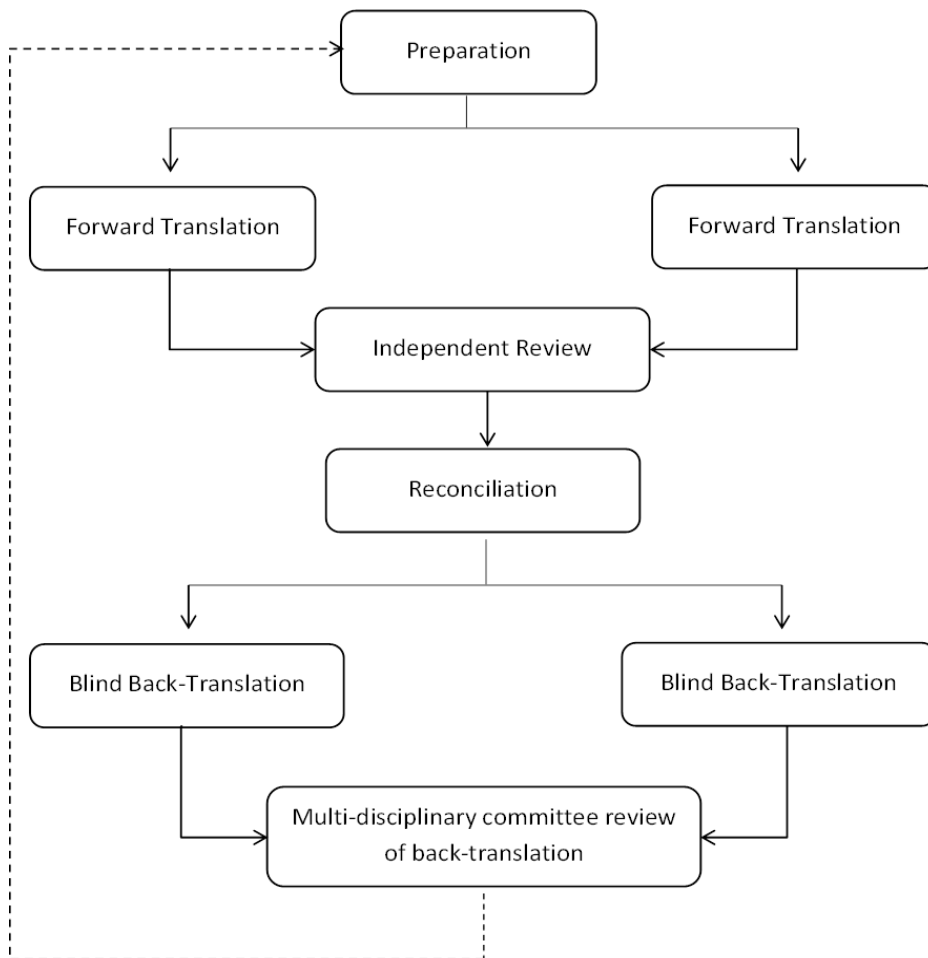 Preparation
Forward Translation
Forward Translation
Independent Review
Reconciliation
Blind Back-Translation
Blind Back-Translation
Multi-disciplinary committee review
of back-translation